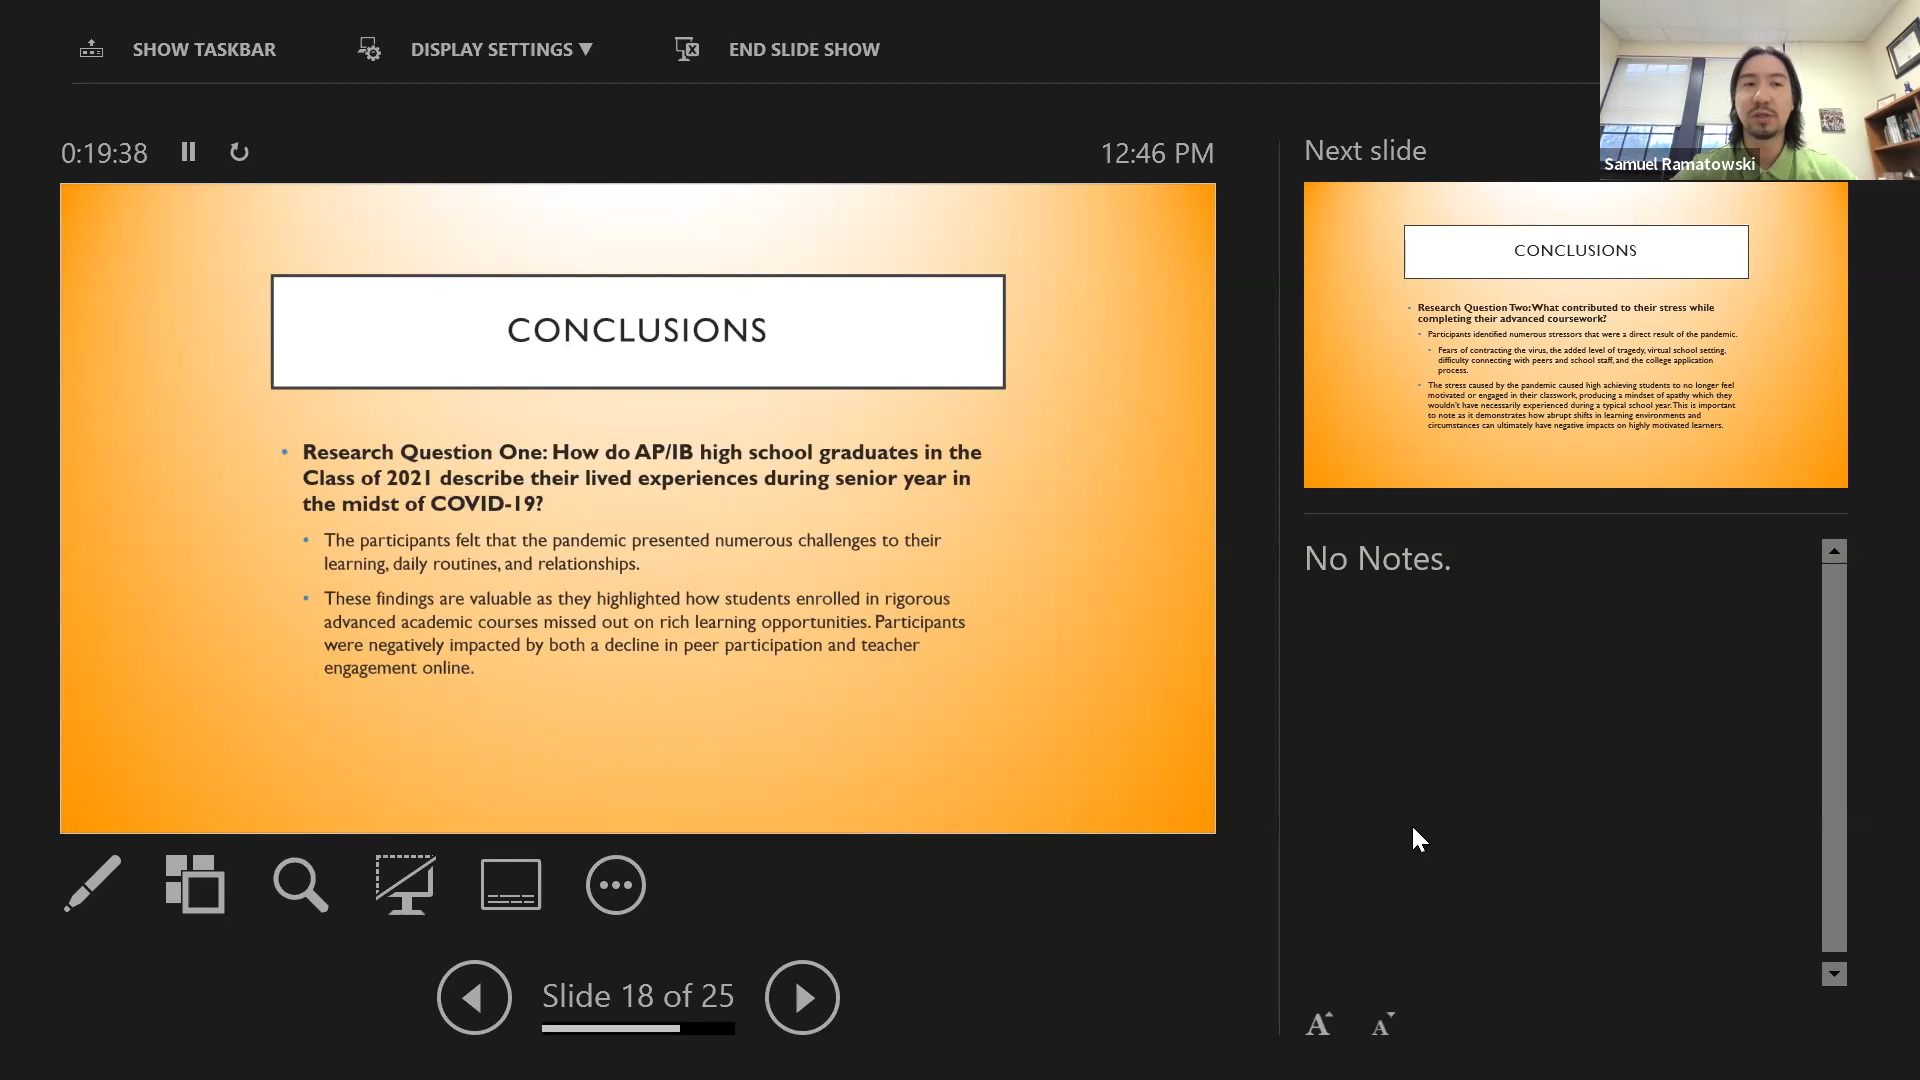 SHOW TASKBAR
DISPLAY SETTINGS ▼
END SLIDE SHOW
Samuel Ramatowski
0:19:38
12:46 PM
CONCLUSIONS
Research Question One: How do AP/IB high school graduates in the
Class of 2021 describe their lived experiences during senior year in
the midst of COVID-19?
The participants felt that the pandemic presented numerous challenges to their
learning, daily routines, and relationships.
These findings are valuable as they highlighted how students enrolled in rigorous
advanced academic courses missed out on rich learning opportunities. Participants
were negatively impacted by both a decline in peer participation and teacher
engagement online.
Slide 18 of 25
Next slide
CONCLUSIONS
Research Question Two: What contributed to their stress while
completing their advanced coursework?
Participants identified numerous stressors that were a direct result of the pandemic.
Fears of contracting the virus, the added level of tragedy, virtual school setting,
difficulty connecting with peers and school staff, and the college application
process.
The stress caused by the pandemic caused high achieving students to no longer feel
motivated or engaged in their classwork, producing a mindset of apathy which they
wouldn't have necessarily experienced during a typical school year. This is important
to note as it demonstrates how abrupt shifts in learning environments and
circumstances can ultimately have negative impacts on highly motivated learners.
No Notes.
A A